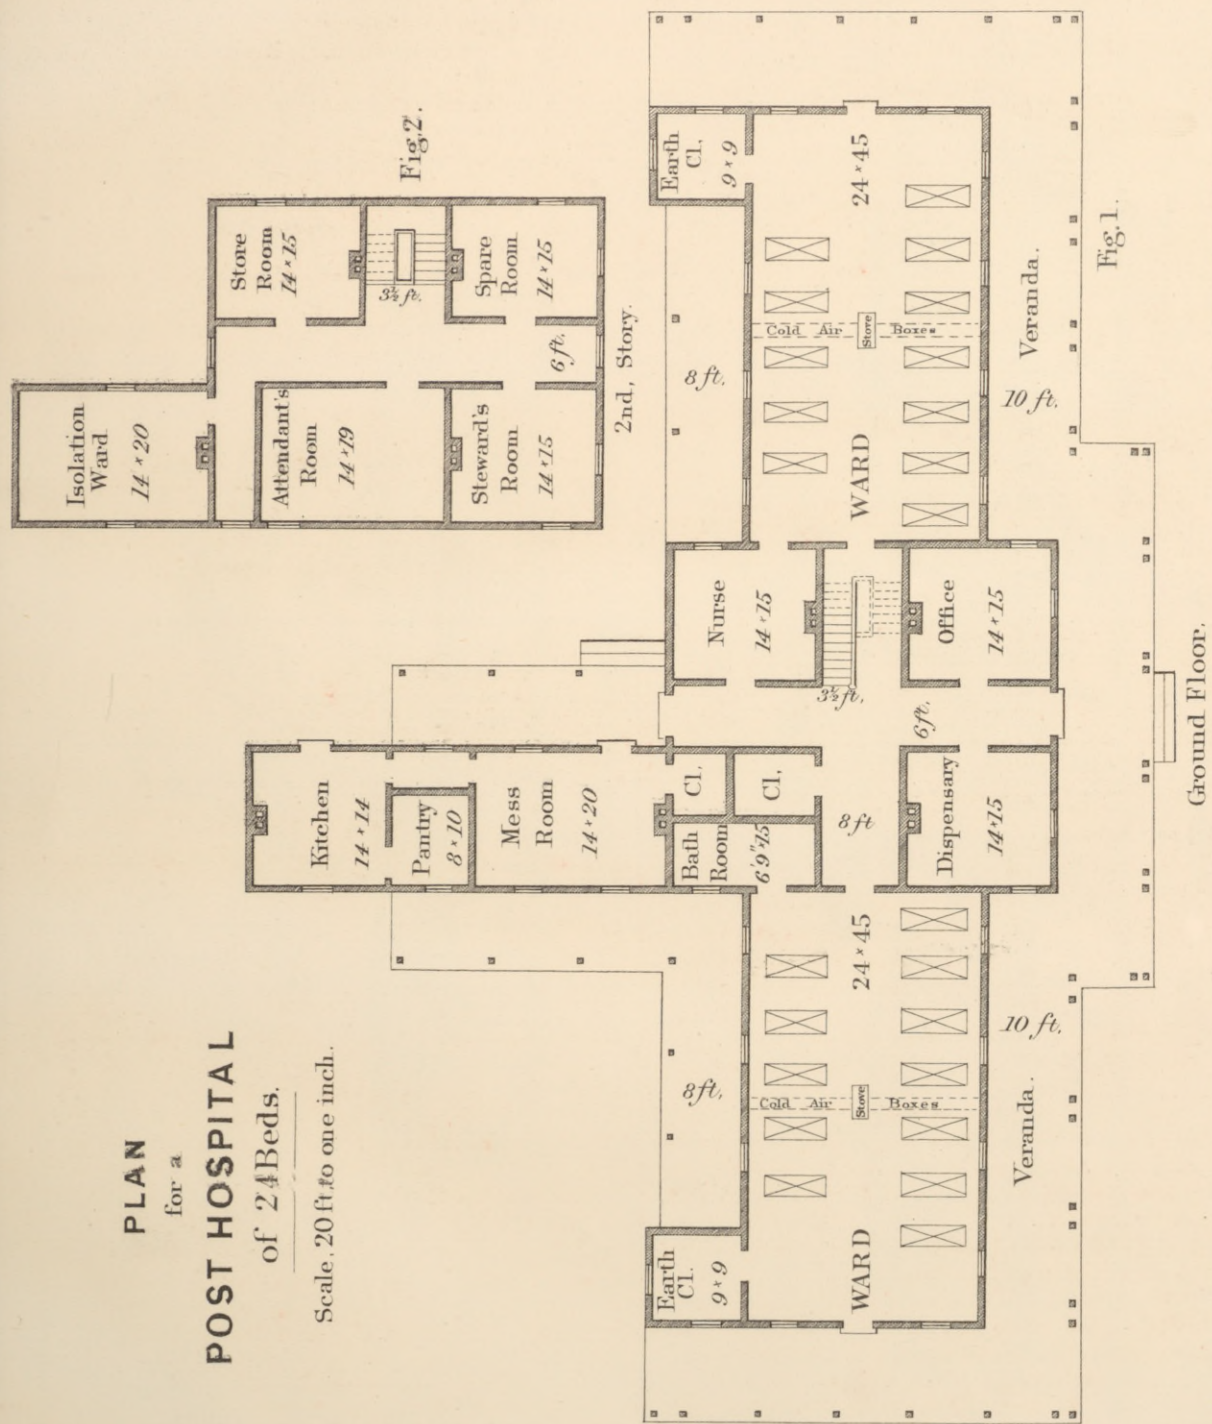 PLAN
for a
POST HOSPITAL
of 24 Beds.
Scale. 20 ft. to one inch.
Isolation
Ward
14 × 20
Attendant's
Room
14 × 19
Steward's
Room
14 × 15
Store
Room
14 × 15
3½ ft.
Spare
Room
14 × 15
6 ft.
2nd, Story.
Fig. 2.
Kitchen
14 × 14
Pantry
8 × 10
Mess
Room
14 × 20
Bath
Room
6' 9" × 15
Cl,
Cl,
8 ft
Dispensary
14 × 15
6 ft.
3½ ft,
Nurse
14 × 15
Office
14 × 15
Earth
Cl.
9 × 9
8 ft,
WARD
24 × 45
Cold Air
Stove
Boxes
Veranda.
10 ft.
Earth
Cl,
9 × 9
8 ft,
WARD
24 × 45
Cold Air
Stove
Boxes
Veranda.
10 ft.
Fig. 1.
Ground Floor.